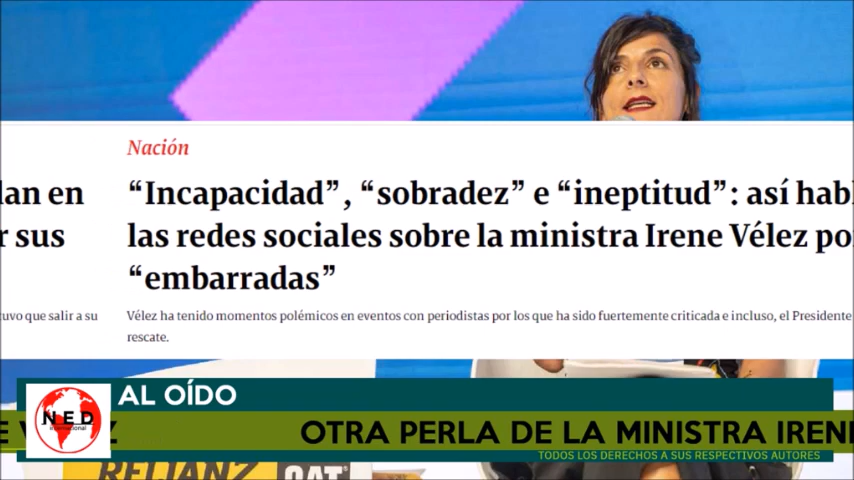 Nación
lan en
“Incapacidad”, “sobradez” e “ineptitud”: así habl
r sus
las redes sociales sobre la ministra Irene Vélez po
“embarradas”
tuvo que salir a su
Vélez ha tenido momentos polémicos en eventos con periodistas por los que ha sido fuertemente criticada e incluso, el Presidente
rescate.
AL OÍDO
NED
International
OTRA PERLA DE LA MINISTRA IRENE
TODOS LOS DERECHOS A SUS RESPECTIVOS AUTORES
RELIANZ
CAT